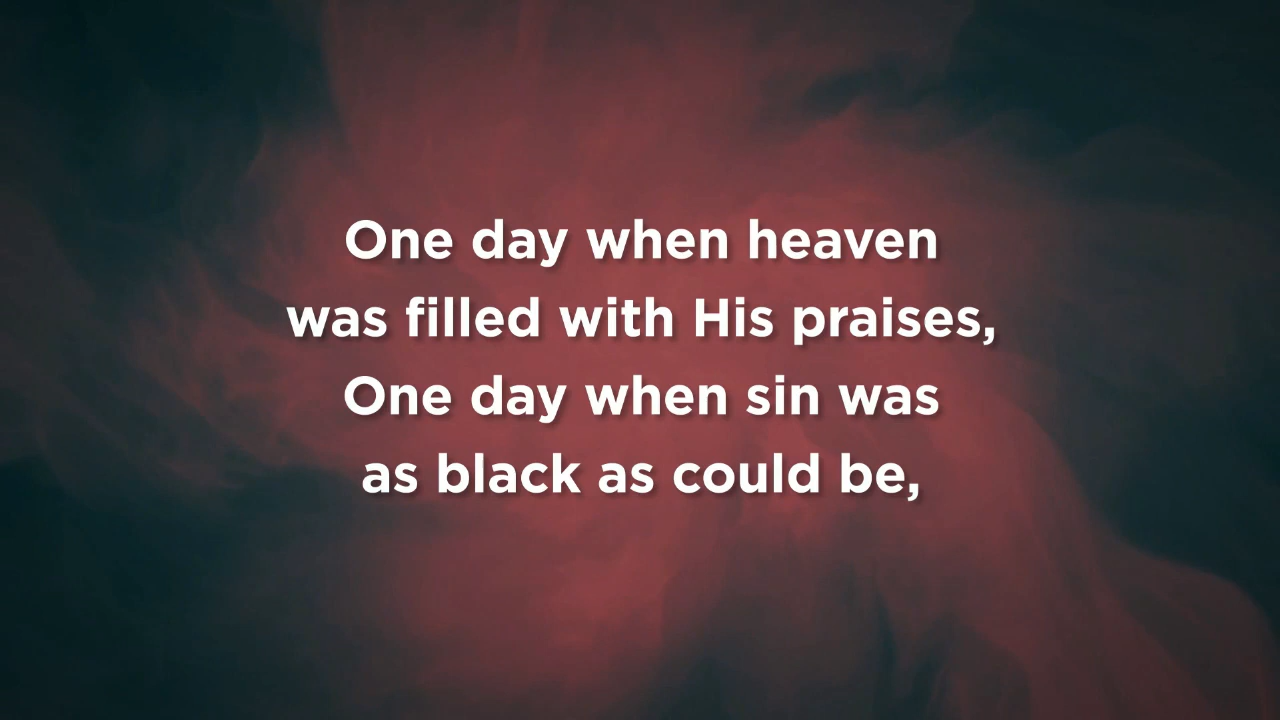 One day when heaven
was filled with His praises,
One day when sin was
as black as could be,